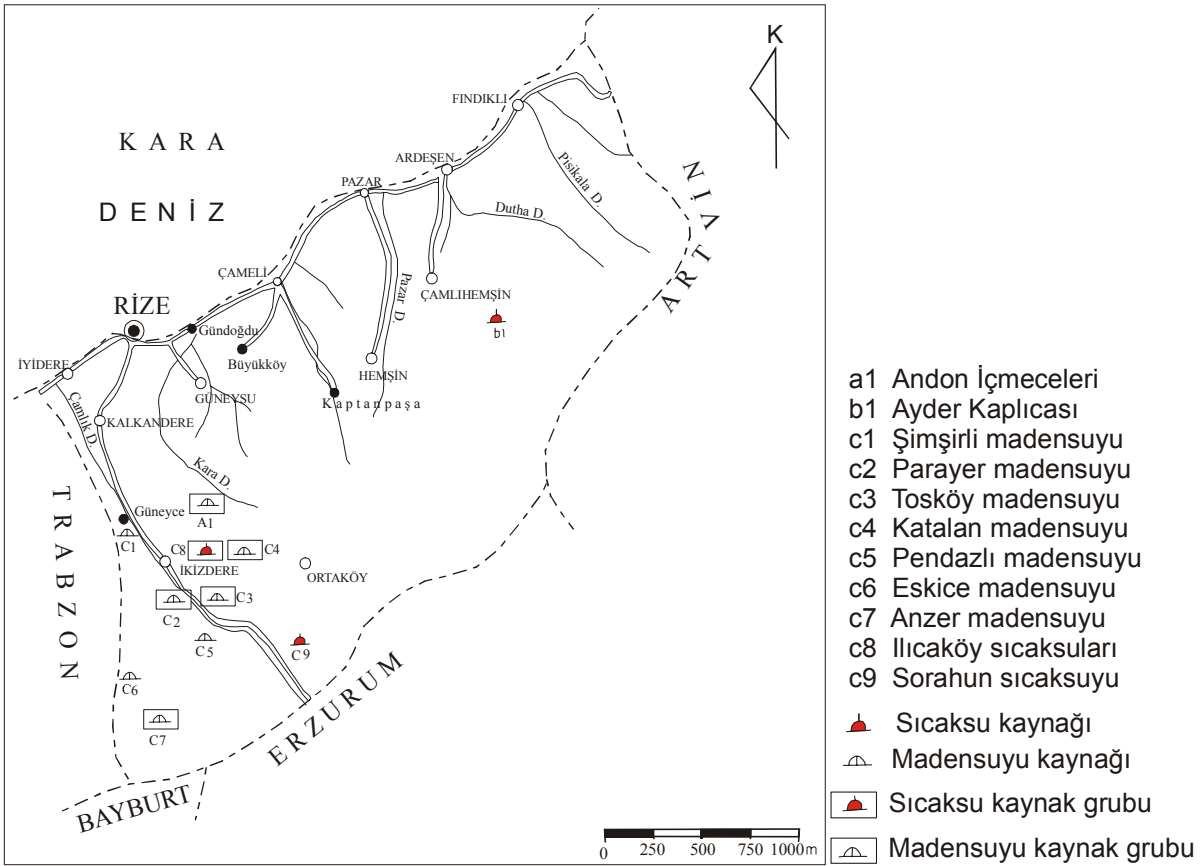 K
FINDIKLI
KARA
DENİZ
ARDEŞEN
Pisikala D.
ARTVİN
PAZAR
Dutha D.
ÇAMELİ
Pazar D.
ÇAMLIHEMŞİN
b1
RİZE
Gündoğdu
Büyükköy
HEMŞİN
İYİDERE
GÜNEYSU
Kaptanpaşa
Çamlık D.
KALKANDERE
Kara D.
TRABZON
Güneyce
A1
C1
C8
C4
İKİZDERE
ORTAKÖY
C2
C3
C5
C9
C6
C7
ERZURUM
BAYBURT
0 250 500 750 1000m
a1 Andon İçmeceleri
b1 Ayder Kaplıcası
c1 Şimşirli madensuyu
c2 Parayer madensuyu
c3 Tosköy madensuyu
c4 Katalan madensuyu
c5 Pendazlı madensuyu
c6 Eskice madensuyu
c7 Anzer madensuyu
c8 Ilıcaköy sıcaksuları
c9 Sorahun sıcaksuyu
Sıcaksu kaynağı
Madensuyu kaynağı
Sıcaksu kaynak grubu
Madensuyu kaynak grubu